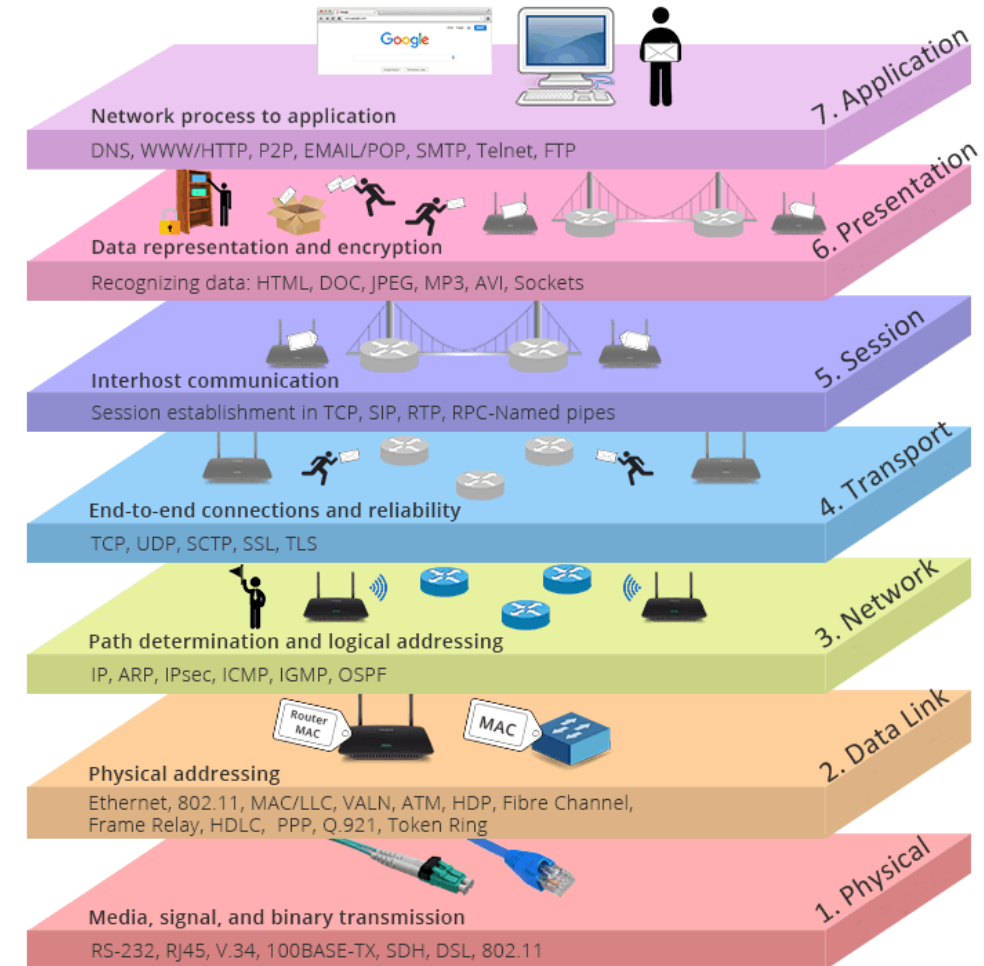 Google
7. Application
Network process to application
DNS, WWW/HTTP, P2P, EMAIL/POP, SMTP, Telnet, FTP
6. Presentation
Data representation and encryption
Recognizing data: HTML, DOC, JPEG, MP3, AVI, Sockets
5. Session
Interhost communication
Session establishment in TCP, SIP, RTP, RPC-Named pipes
4. Transport
End-to-end connections and reliability
TCP, UDP, SCTP, SSL, TLS
3. Network
Path determination and logical addressing
IP, ARP, IPsec, ICMP, IGMP, OSPF
2. Data Link
Router
MAC
MAC
Physical addressing
Ethernet, 802.11, MAC/LLC, VALN, ATM, HDP, Fibre Channel,
Frame Relay, HDLC, PPP, Q.921, Token Ring
1. Physical
Media, signal, and binary transmission
RS-232, RJ45, V.34, 100BASE-TX, SDH, DSL, 802.11